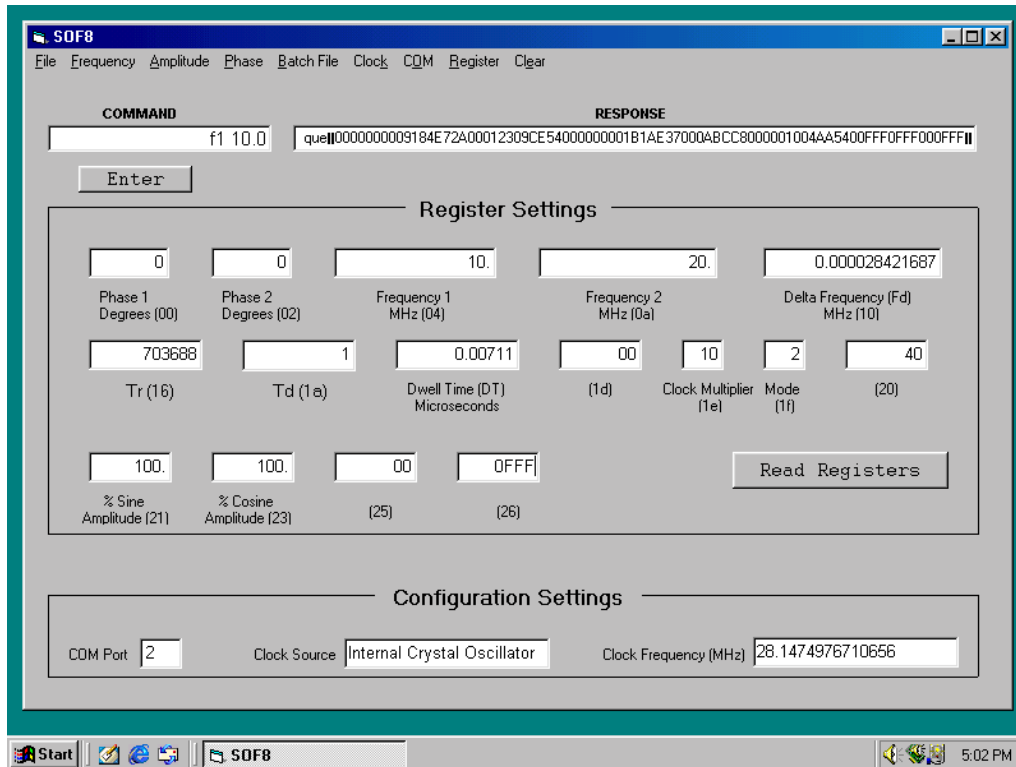 SOF8
File Frequency Amplitude Phase Batch File Clock COM Register Clear
COMMAND RESPONSE
f1 10.0 que||0000000009184E72A00012309CE54000000001B1AE37000ABCC8000001004AA5400FFF0FFF000FFF||
Enter
Register Settings
0 0 10. 20. 0.000028421687
Phase 1 Phase 2 Frequency 1 Frequency 2 Delta Frequency (Fd)
Degrees (00) Degrees (02) MHz (04) MHz (0a) MHz (10)
703688 1 0.00711 00 10 2 40
Tr (16) Td (1a) Dwell Time (DT) (1d) Clock Multiplier Mode (20)
Microseconds (1e) (1f)
100. 100. 00 0FFF Read Registers
% Sine % Cosine (25) (26)
Amplitude (21) Amplitude (23)
Configuration Settings
COM Port 2 Clock Source Internal Crystal Oscillator Clock Frequency (MHz) 28.1474976710656
Start SOF8 5:02 PM